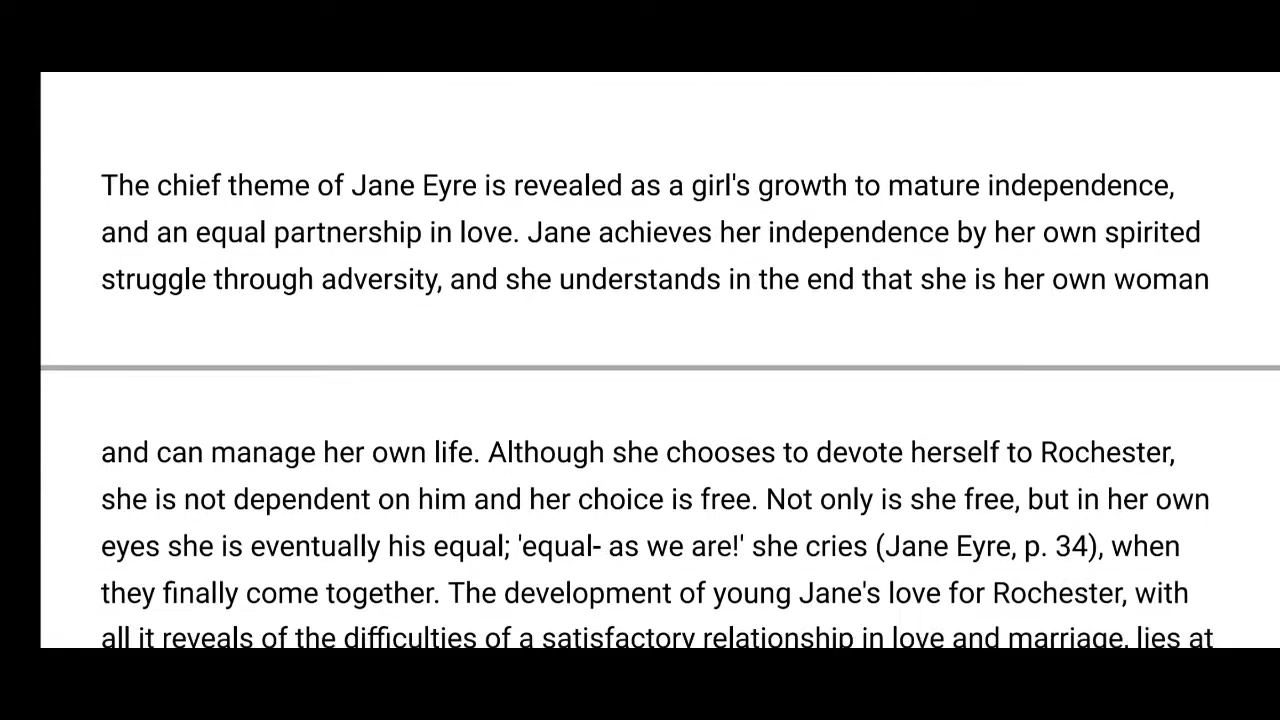 The chief theme of Jane Eyre is revealed as a girl's growth to mature independence,
and an equal partnership in love. Jane achieves her independence by her own spirited
struggle through adversity, and she understands in the end that she is her own woman
and can manage her own life. Although she chooses to devote herself to Rochester,
she is not dependent on him and her choice is free. Not only is she free, but in her own
eyes she is eventually his equal; 'equal- as we are!' she cries (Jane Eyre, p. 34), when
they finally come together. The development of young Jane's love for Rochester, with
all it reveals of the difficulties of a satisfactory relationship in love and marriage, lies at